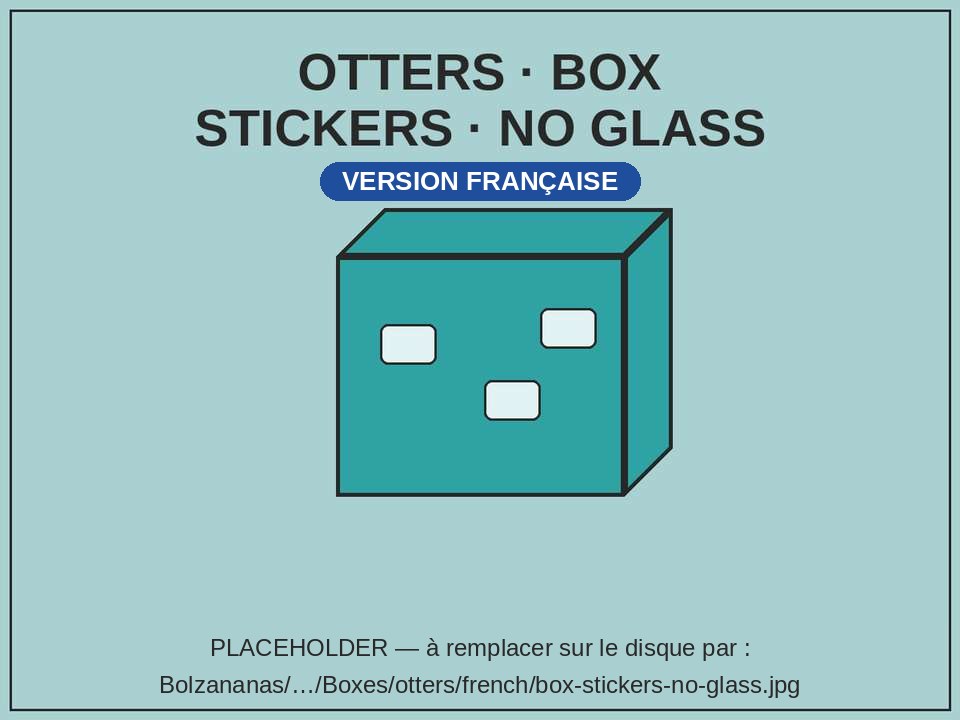 OTTERS · BOX
STICKERS · NO GLASS
VERSION FRANÇAISE
PLACEHOLDER — à remplacer sur le disque par :
Bolzananas/…/Boxes/otters/french/box-stickers-no-glass.jpg